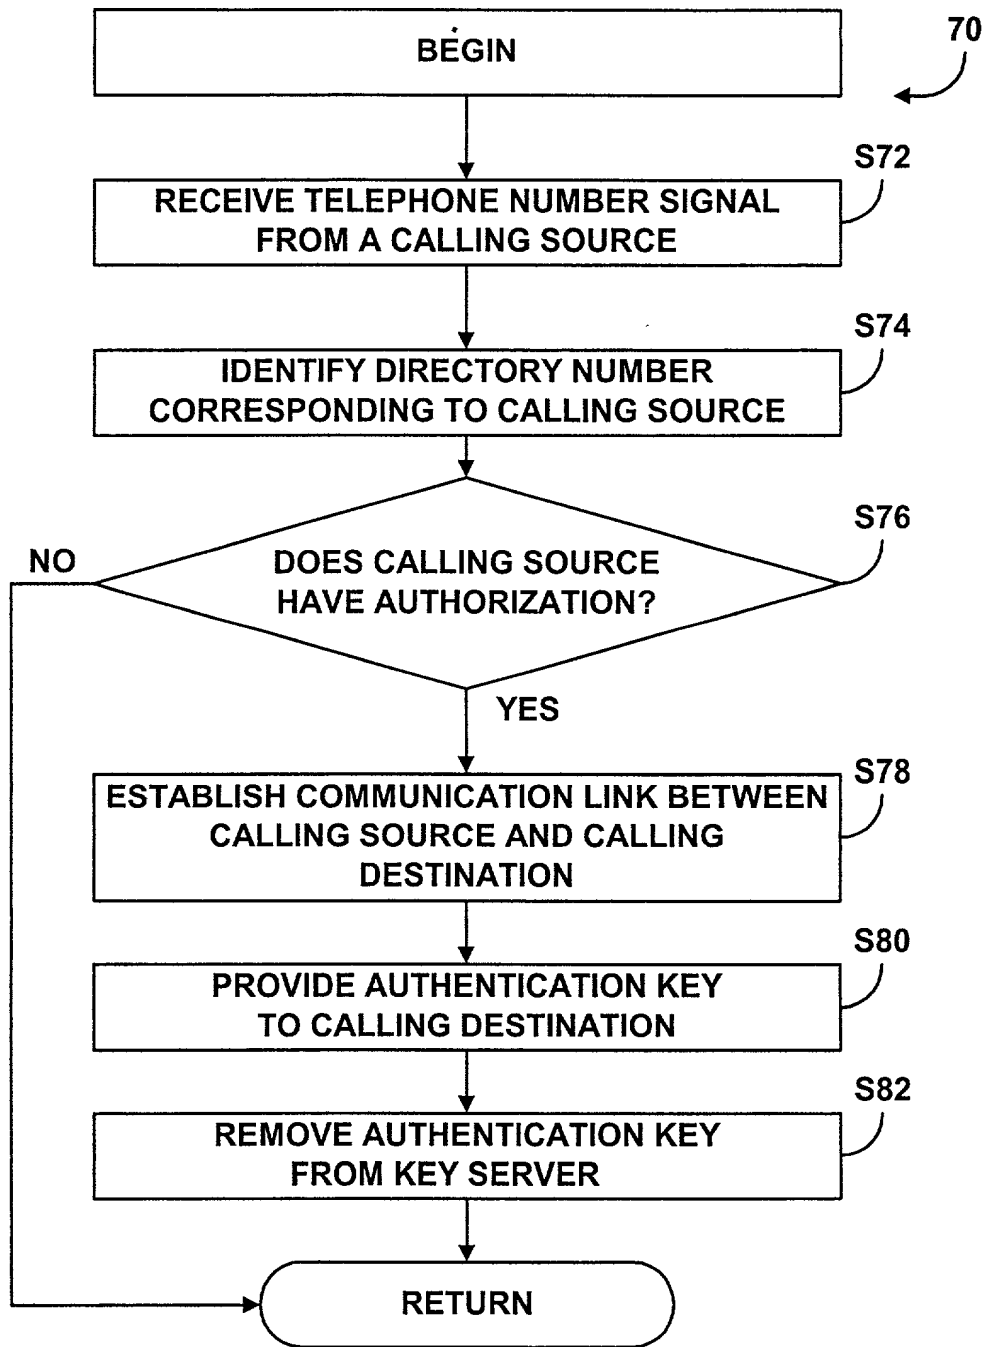 BEGIN
70
S72
RECEIVE TELEPHONE NUMBER SIGNAL
FROM A CALLING SOURCE
S74
IDENTIFY DIRECTORY NUMBER
CORRESPONDING TO CALLING SOURCE
S76
NO
DOES CALLING SOURCE
HAVE AUTHORIZATION?
YES
S78
ESTABLISH COMMUNICATION LINK BETWEEN
CALLING SOURCE AND CALLING
DESTINATION
S80
PROVIDE AUTHENTICATION KEY
TO CALLING DESTINATION
S82
REMOVE AUTHENTICATION KEY
FROM KEY SERVER
RETURN